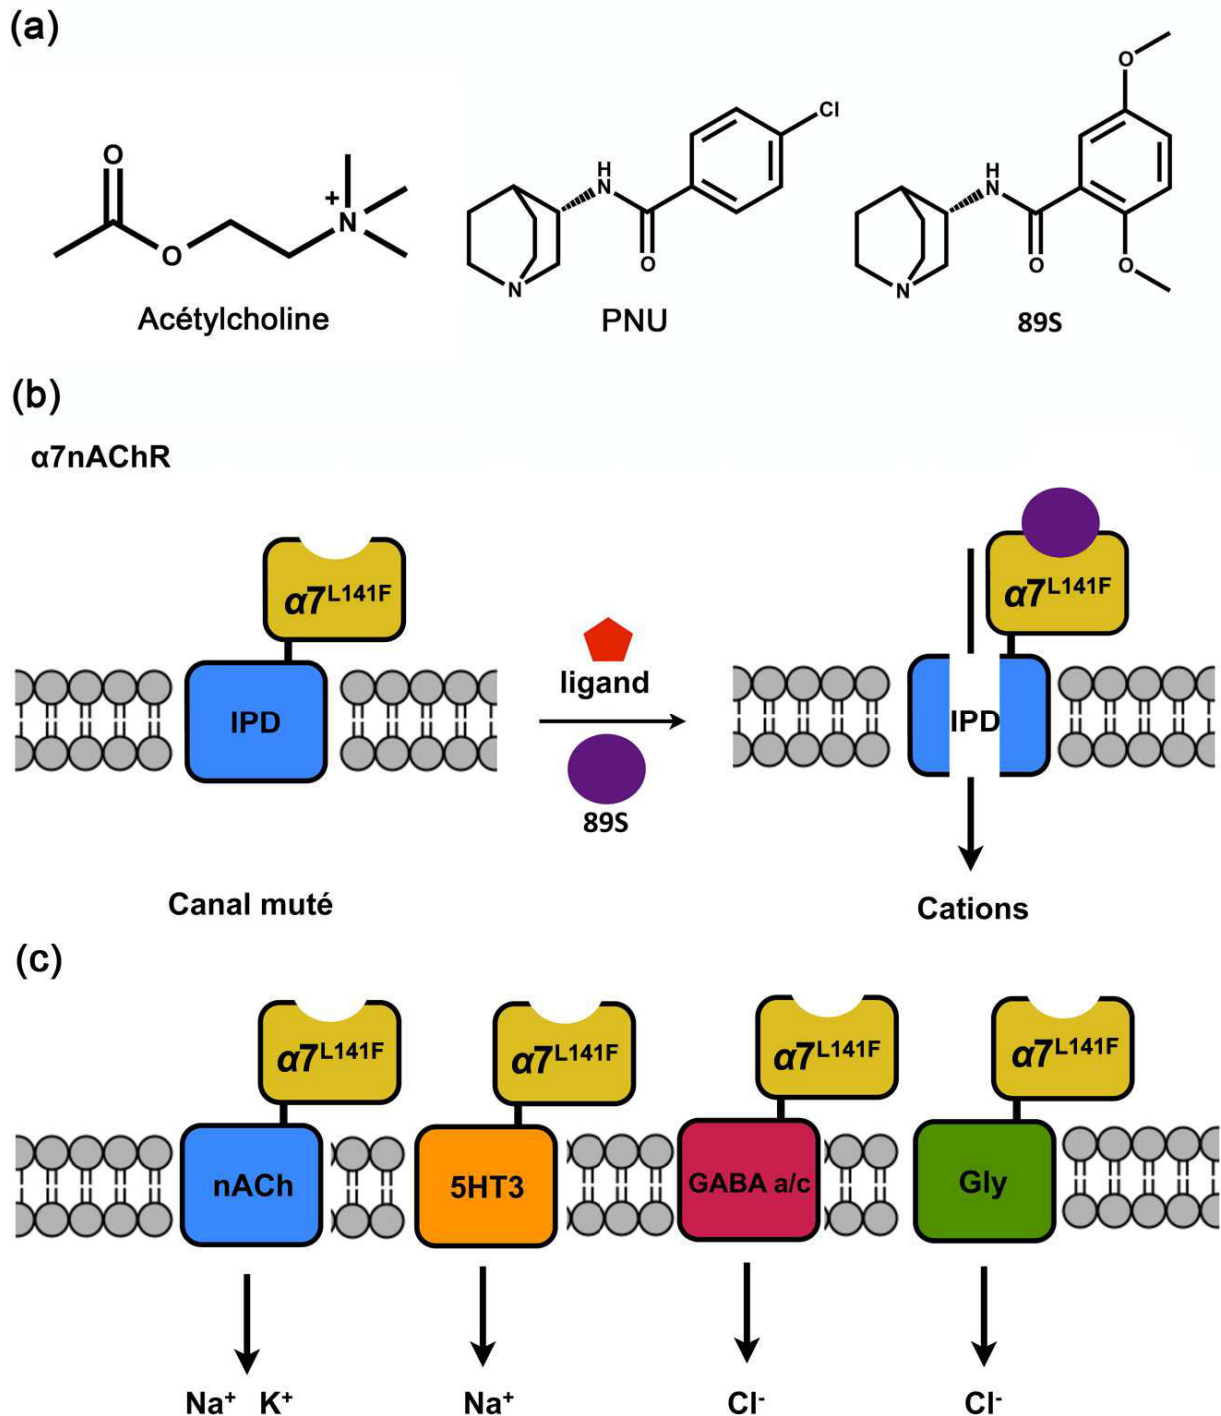 (a)
O
O
N
+
Acétylcholine
H
N
O
Cl
N
PNU
O
H
N
O
O
N
89S
(b)
α7nAChR
α7L141F
IPD
ligand
89S
α7L141F
IPD
Canal muté
Cations
(c)
α7L141F
α7L141F
α7L141F
α7L141F
nACh
5HT3
GABA a/c
Gly
Na⁺ K⁺
Na⁺
Cl⁻
Cl⁻